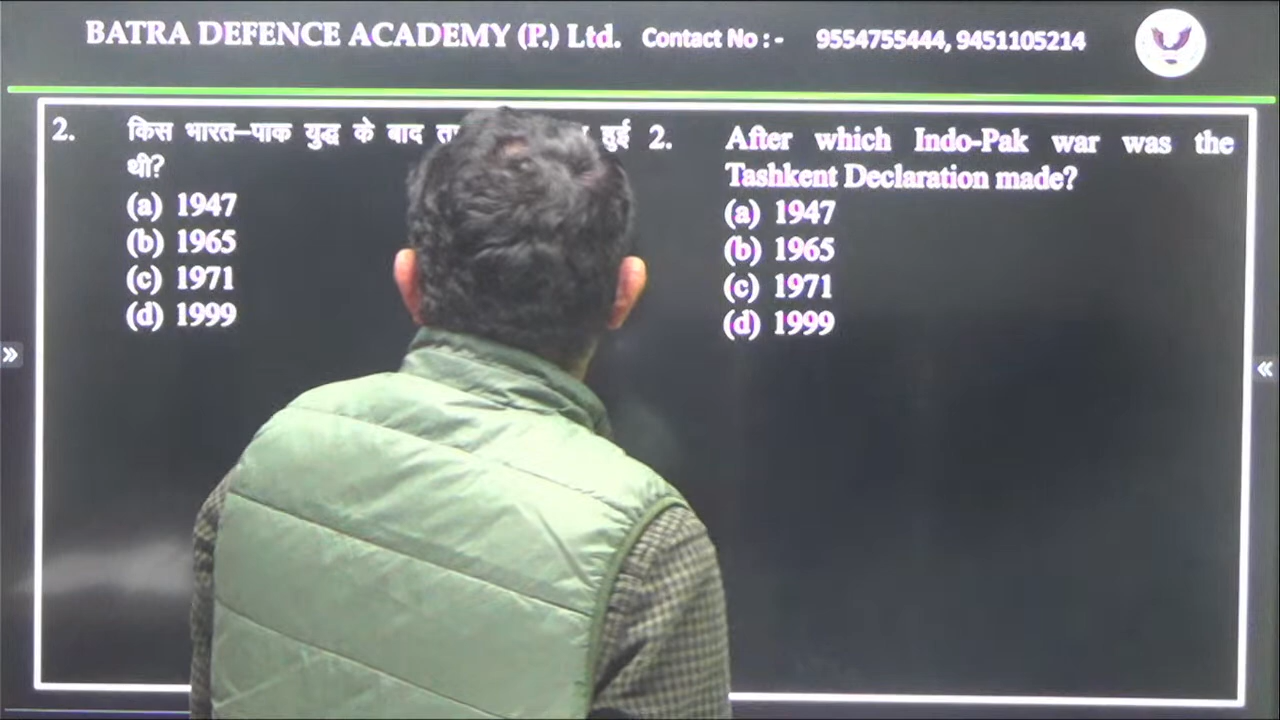 BATRA DEFENCE ACADEMY (P.) Ltd. Contact No : - 9554755444, 9451105214
2. किस भारत–पाक युद्ध के बाद हुई
थी?
(a) 1947
(b) 1965
(c) 1971
(d) 1999
2. After which Indo-Pak war was the
Tashkent Declaration made?
(a) 1947
(b) 1965
(c) 1971
(d) 1999